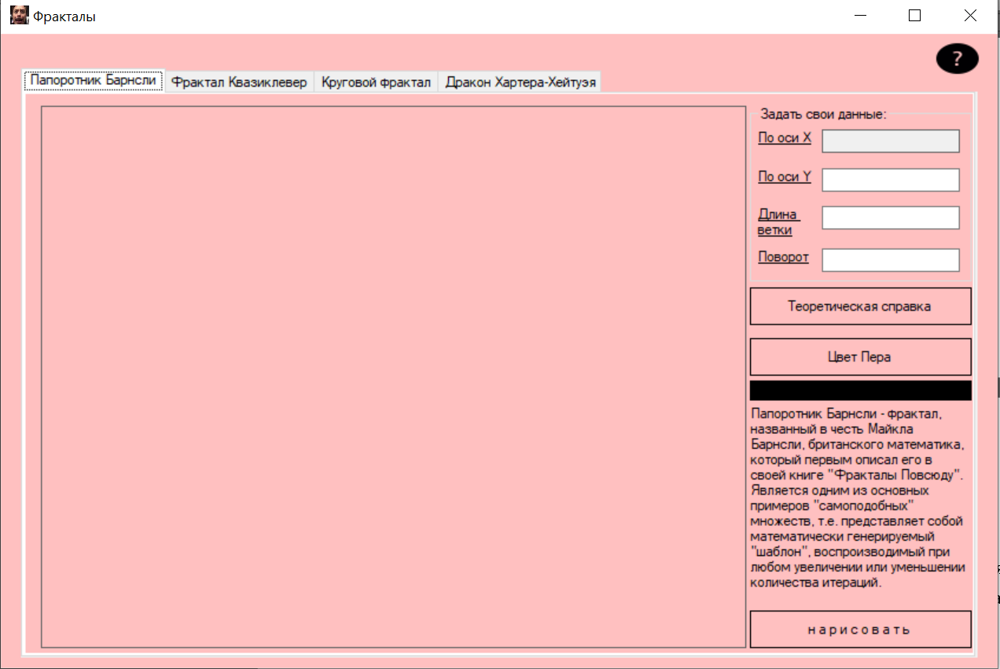 Фракталы
?
Папоротник Барнсли
Фрактал Квазиклевер
Круговой фрактал
Дракон Хартера-Хейтуэя
Задать свои данные:
По оси X
По оси Y
Длина
ветки
Поворот
Теоретическая справка
Цвет Пера
Папоротник Барнсли - фрактал,
названный в честь Майкла
Барнсли, британского математика,
который первым описал его в
своей книге "Фракталы Повсюду".
Является одним из основных
примеров "самоподобных"
множеств, т.е. представляет собой
математически генерируемый
"шаблон", воспроизводимый при
любом увеличении или уменьшении
количества итераций.
нарисовать